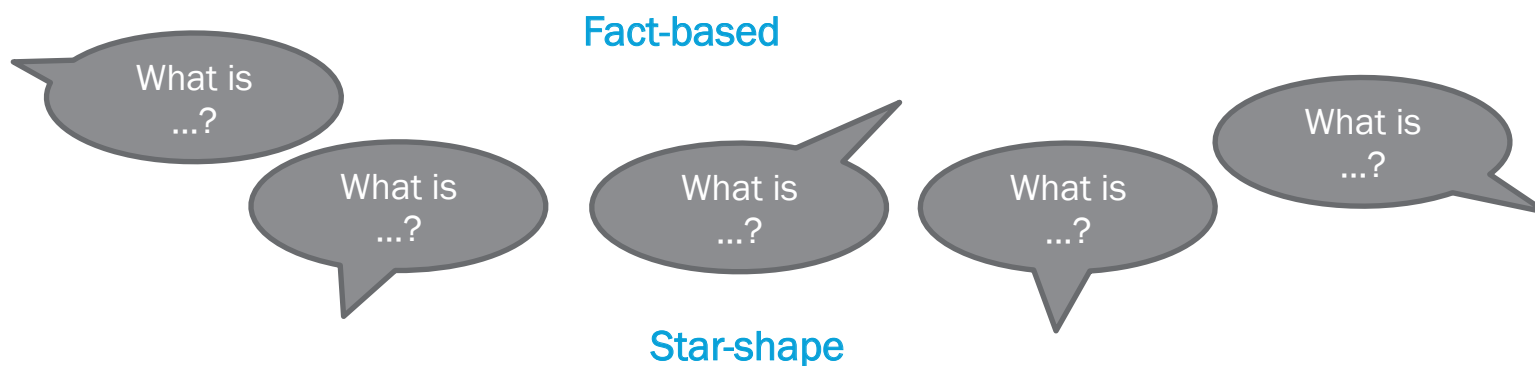 Fact-based
What is
...?
What is
...?
What is
...?
What is
...?
What is
...?
Star-shape